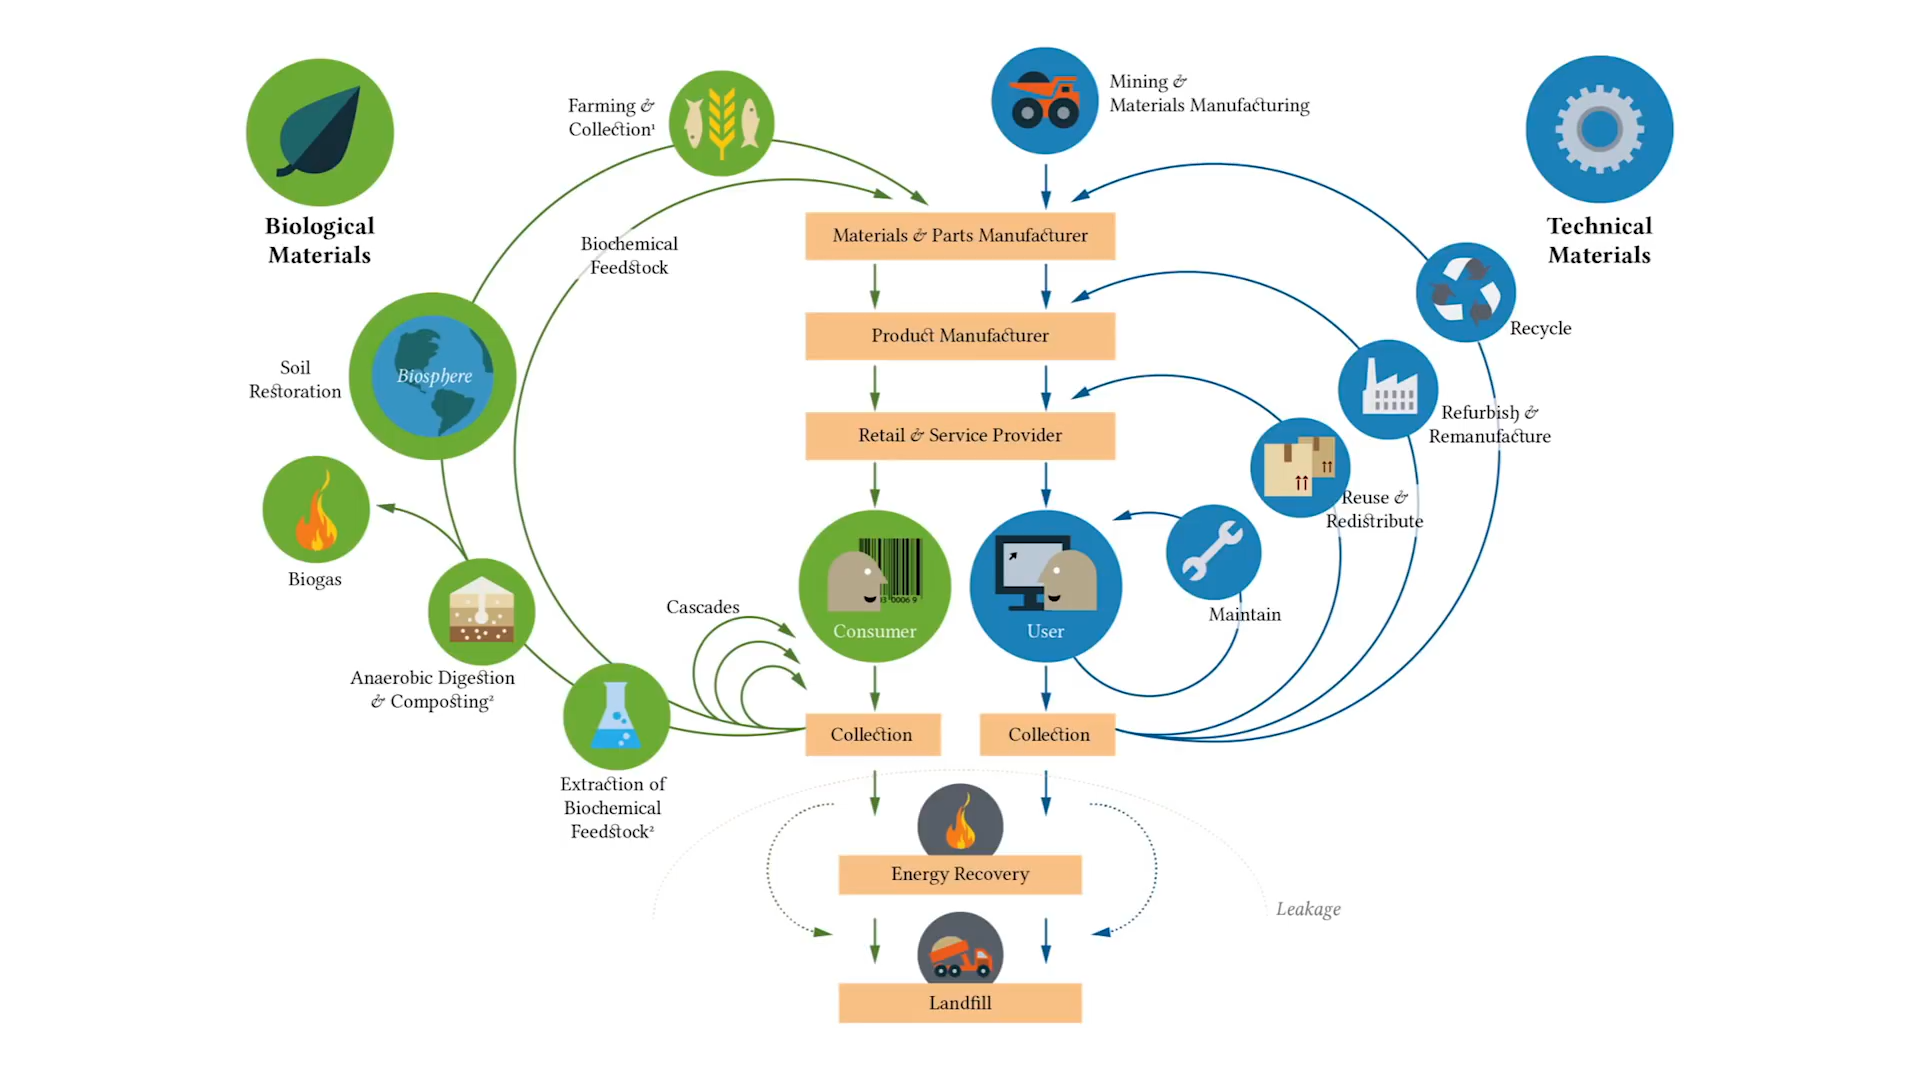 Farming &
Collection¹
Mining &
Materials Manufacturing
Biological
Materials
Technical
Materials
Biochemical
Feedstock
Materials & Parts Manufacturer
Product Manufacturer
Recycle
Soil
Restoration
Biosphere
Retail & Service Provider
Refurbish &
Remanufacture
Reuse &
Redistribute
Biogas
Cascades
Consumer
User
Maintain
Anaerobic Digestion
& Composting²
Collection
Collection
Extraction of
Biochemical
Feedstock²
Energy Recovery
Leakage
Landfill